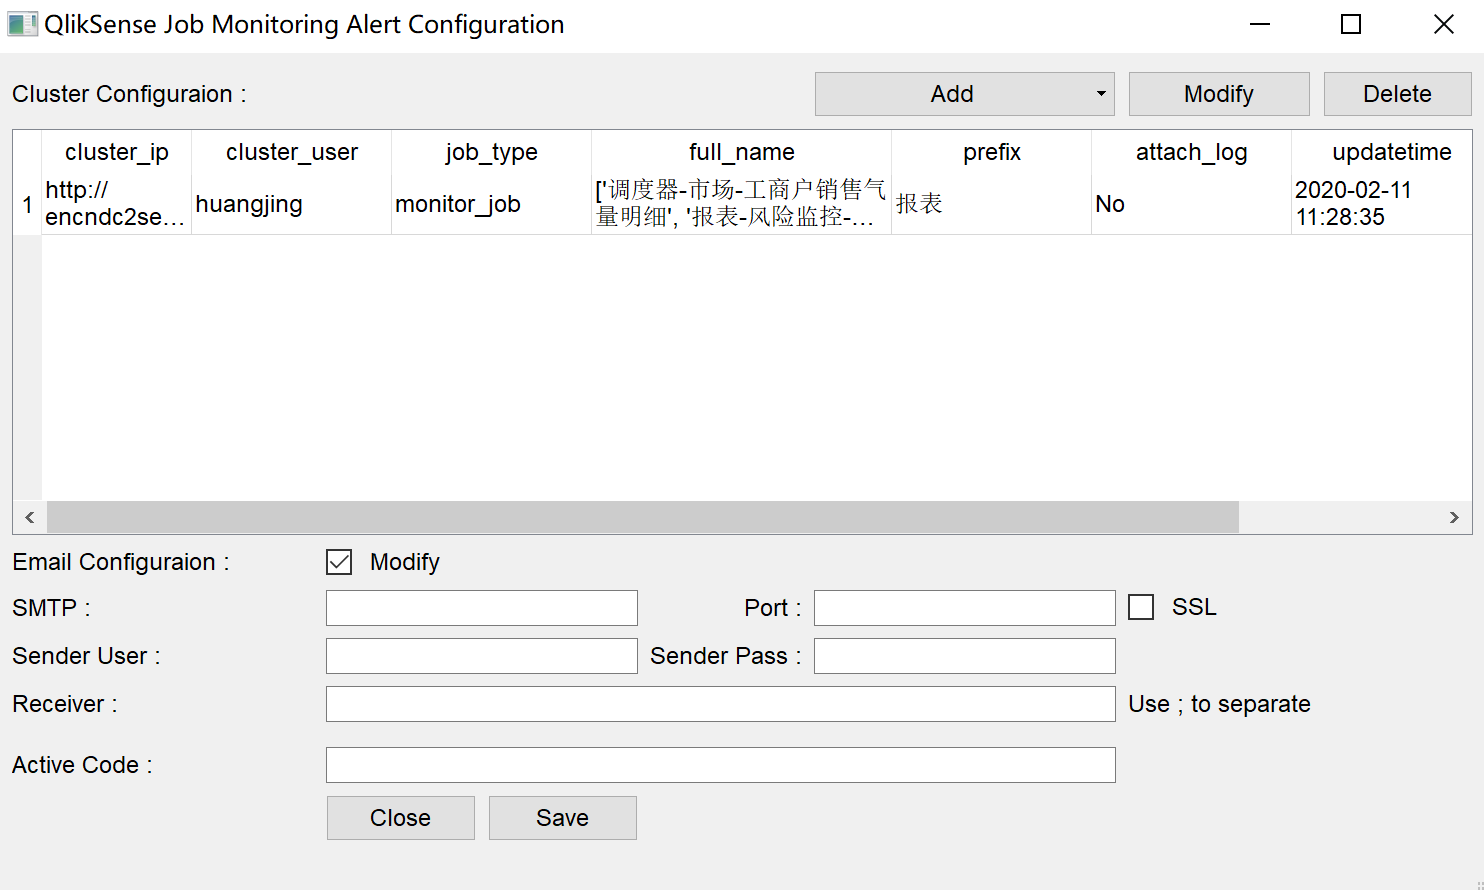 QlikSense Job Monitoring Alert Configuration
Cluster Configuraion :
Add
Modify
Delete
cluster_ip
cluster_user
job_type
full_name
prefix
attach_log
updatetime
1
http://
encndc2se...
huangjing
monitor_job
['调度器-市场-工商户销售气
量明细', '报表-风险监控-...
报表
No
2020-02-11
11:28:35
Email Configuraion :
Modify
SMTP :
Port :
SSL
Sender User :
Sender Pass :
Receiver :
Use ; to separate
Active Code :
Close
Save